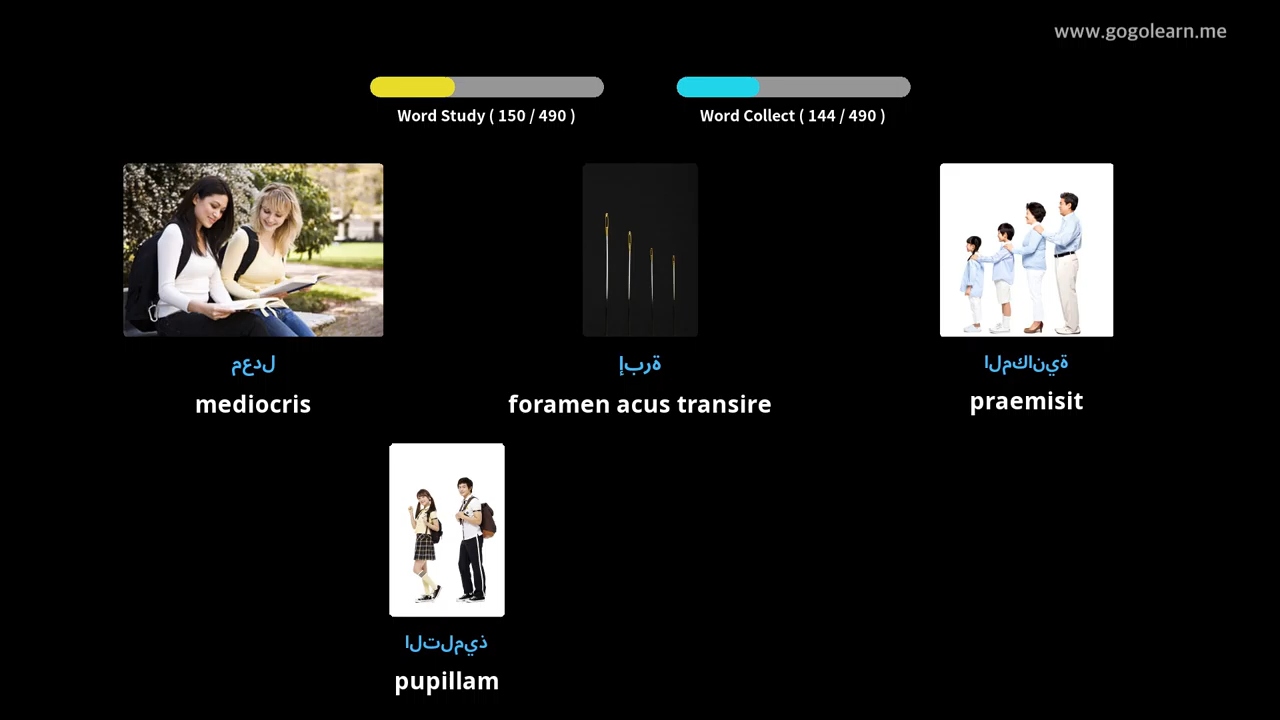 www.gogolearn.me
Word Study ( 150 / 490 )
Word Collect ( 144 / 490 )
معدل
إبرة
المكانية
mediocris
foramen acus transire
praemisit
التلميذ
pupillam